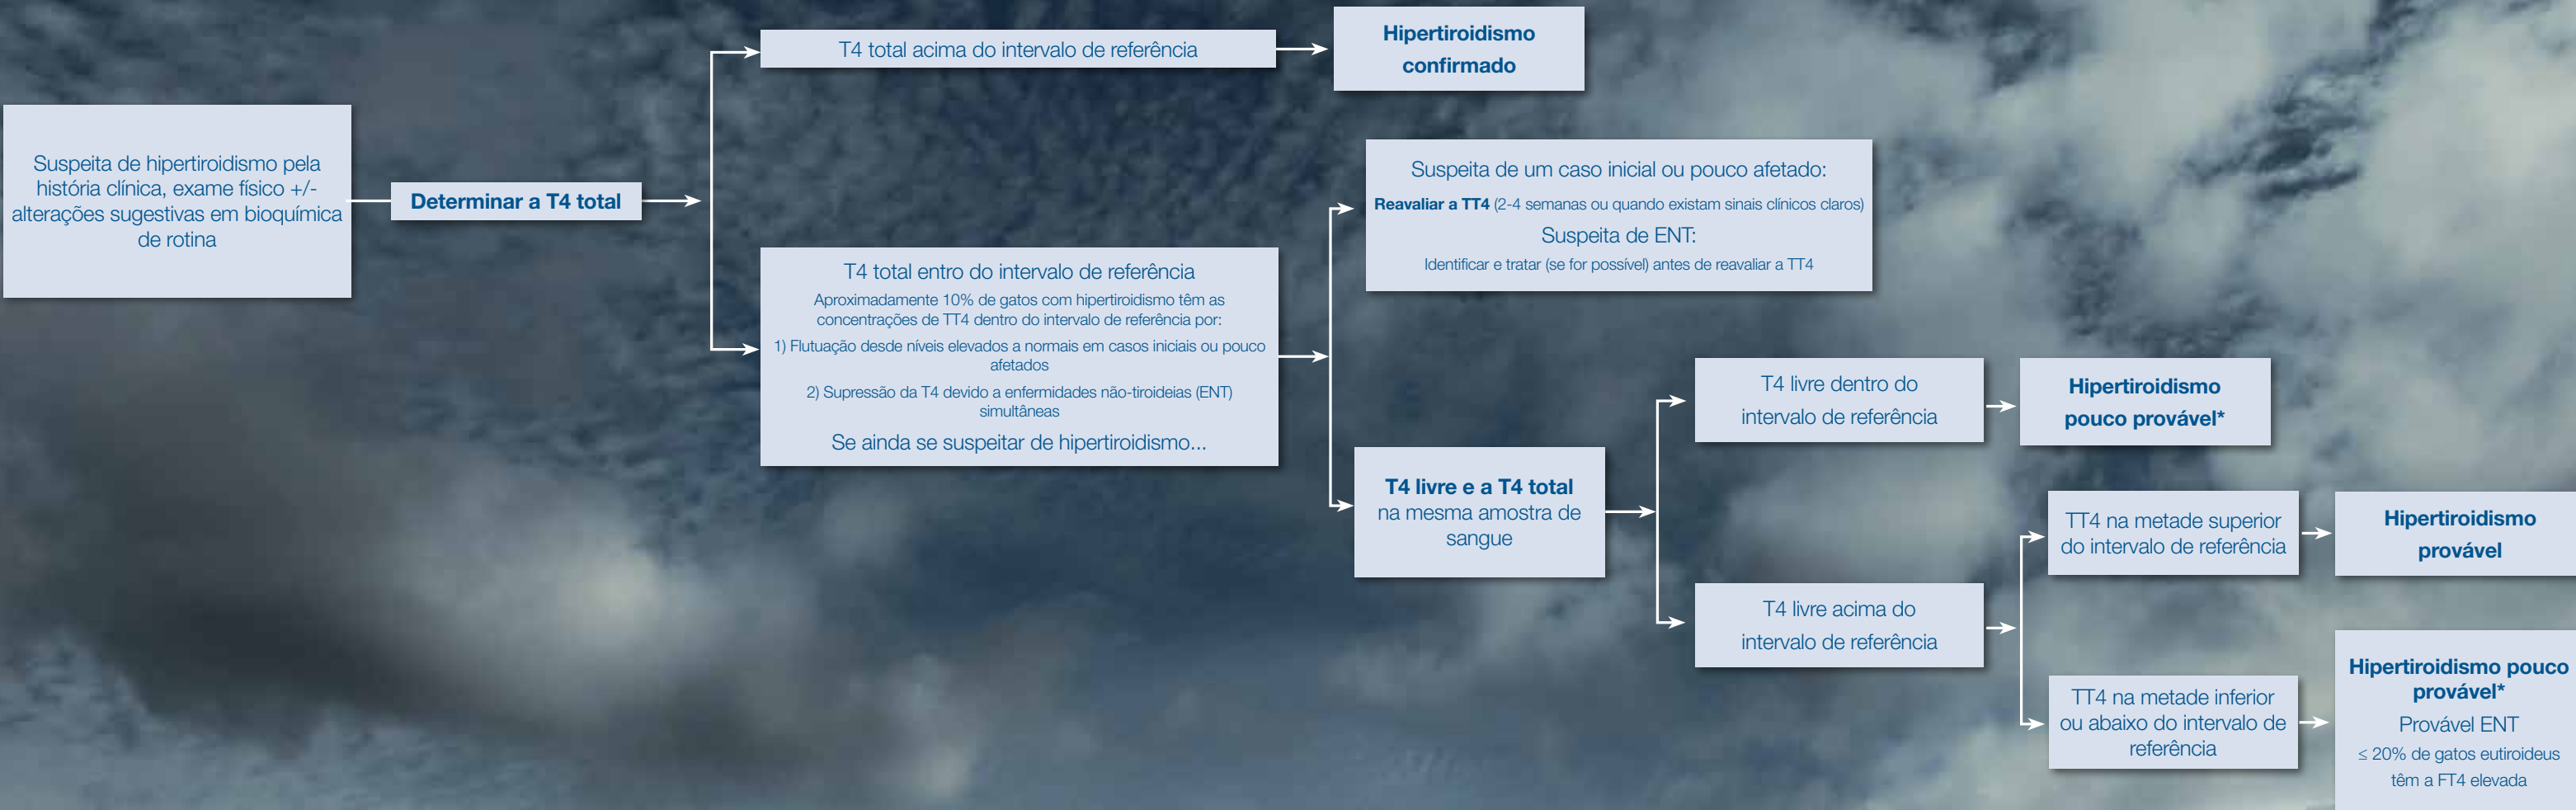 Suspeita de hipertiroidismo pela
história clínica, exame físico +/-
alterações sugestivas em bioquímica
de rotina
Determinar a T4 total
T4 total acima do intervalo de referência
Hipertiroidismo
confirmado
T4 total entro do intervalo de referência
Aproximadamente 10% de gatos com hipertiroidismo têm as
concentrações de TT4 dentro do intervalo de referência por:
1) Flutuação desde níveis elevados a normais em casos iniciais ou pouco
afetados
2) Supressão da T4 devido a enfermidades não-tiroideias (ENT)
simultâneas
Se ainda se suspeitar de hipertiroidismo...
Suspeita de um caso inicial ou pouco afetado:
Reavaliar a TT4 (2-4 semanas ou quando existam sinais clínicos claros)
Suspeita de ENT:
Identificar e tratar (se for possível) antes de reavaliar a TT4
T4 livre e a T4 total
na mesma amostra de
sangue
T4 livre dentro do
intervalo de referência
Hipertiroidismo
pouco provável*
T4 livre acima do
intervalo de referência
TT4 na metade superior
do intervalo de referência
Hipertiroidismo
provável
TT4 na metade inferior
ou abaixo do intervalo de
referência
Hipertiroidismo pouco
provável*
Provável ENT
≤ 20% de gatos eutiroideus
têm a FT4 elevada